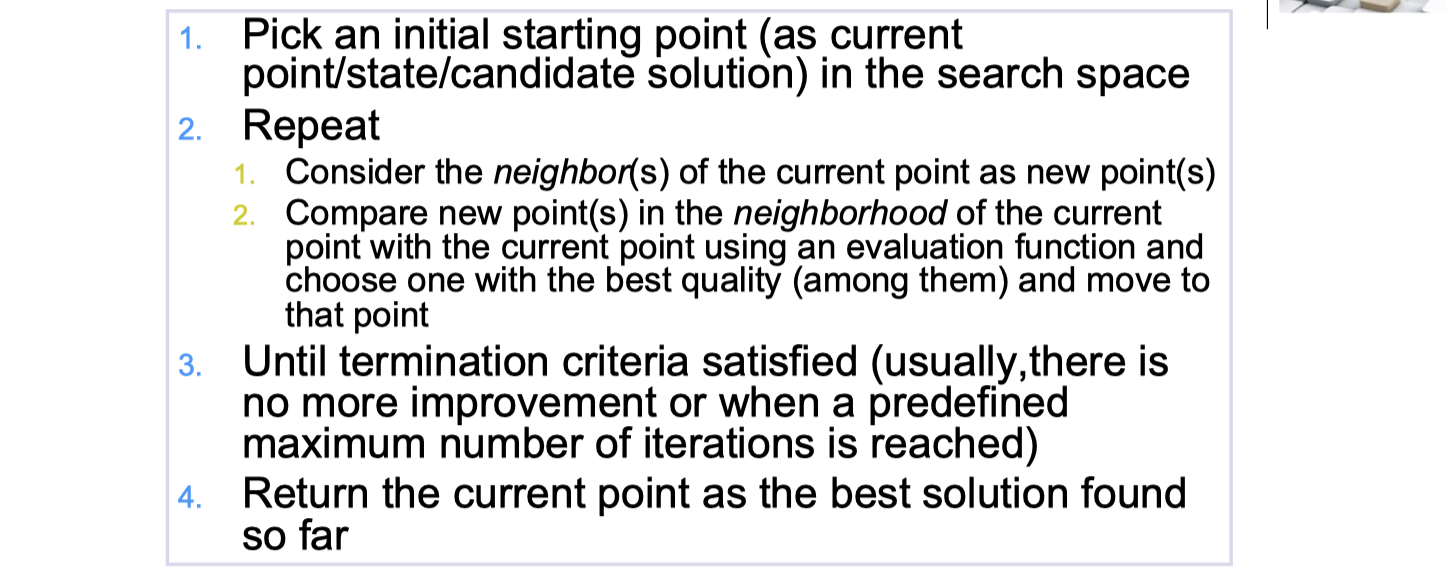 1. Pick an initial starting point (as current
point/state/candidate solution) in the search space
2. Repeat
1. Consider the neighbor(s) of the current point as new point(s)
2. Compare new point(s) in the neighborhood of the current
point with the current point using an evaluation function and
choose one with the best quality (among them) and move to
that point
3. Until termination criteria satisfied (usually,there is
no more improvement or when a predefined
maximum number of iterations is reached)
4. Return the current point as the best solution found
so far